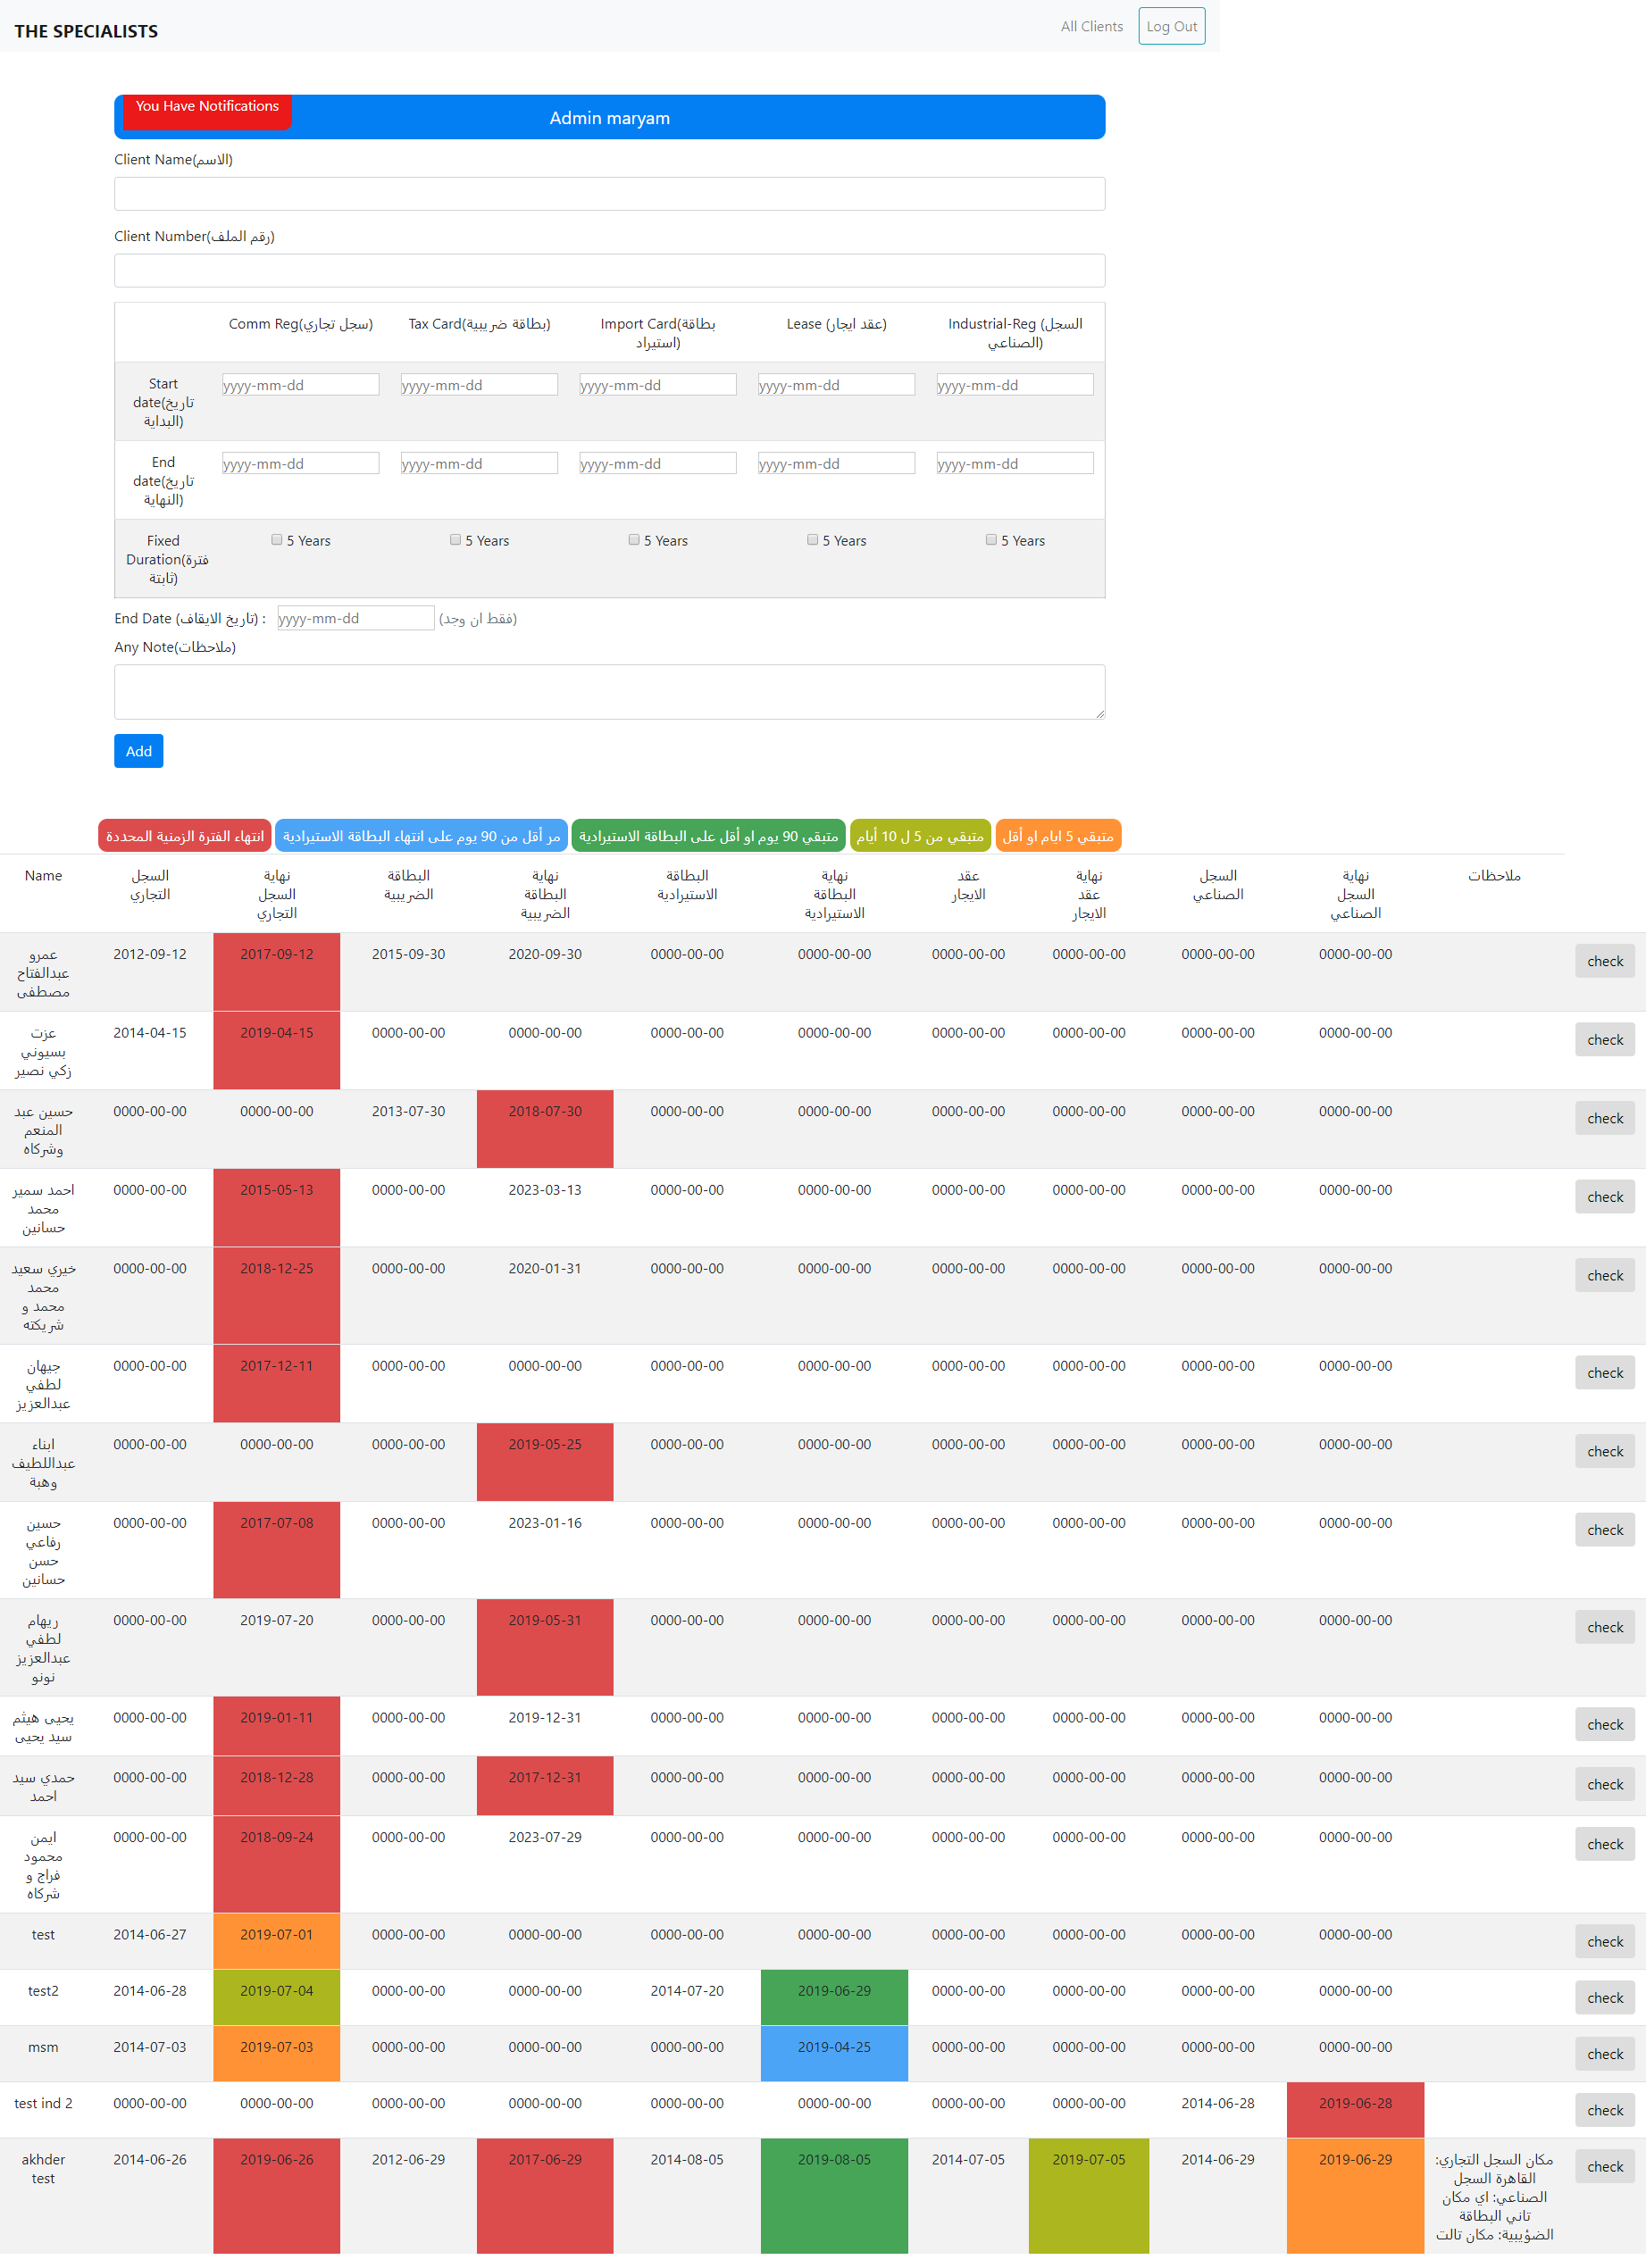 THE SPECIALISTS
All Clients
Log Out
You Have Notifications
Admin maryam
Client Name(الاسم)
Client Number(رقم الملف)
Comm Reg(سجل تجاري) Tax Card(بطاقة ضريبية) Import Card(بطاقة Lease (عقد ايجار) Industrial-Reg (السجل
استيراد) الصناعي)
Start yyyy-mm-dd yyyy-mm-dd yyyy-mm-dd yyyy-mm-dd yyyy-mm-dd
date(تاريخ
البداية)
End yyyy-mm-dd yyyy-mm-dd yyyy-mm-dd yyyy-mm-dd yyyy-mm-dd
date(تاريخ
النهاية)
Fixed 5 Years 5 Years 5 Years 5 Years 5 Years
Duration(فترة
ثابتة)
End Date (تاريخ الايقاف) : yyyy-mm-dd (فقط ان وجد)
Any Note(ملاحظات)
Add
انتهاء الفترة الزمنية المحددة
مر أقل من 90 يوم على انتهاء البطاقة الاستيرادية
متبقي 90 يوم او أقل على البطاقة الاستيرادية
متبقي من 5 ل 10 أيام
متبقي 5 ايام او أقل
Name
السجل
التجاري
نهاية
السجل
التجاري
البطاقة
الضريبية
نهاية
البطاقة
الضريبية
البطاقة
الاستيرادية
نهاية
البطاقة
الاستيرادية
عقد
الايجار
نهاية
عقد
الايجار
السجل
الصناعي
نهاية
السجل
الصناعي
ملاحظات
عمرو
عبدالفتاح
مصطفى
2012-09-12 2017-09-12 2015-09-30 2020-09-30 0000-00-00 0000-00-00 0000-00-00 0000-00-00 0000-00-00 0000-00-00 check
عزت
بسيوني
زكي نصير
2014-04-15 2019-04-15 0000-00-00 0000-00-00 0000-00-00 0000-00-00 0000-00-00 0000-00-00 0000-00-00 0000-00-00 check
حسين عبد
المنعم
وشركاه
0000-00-00 0000-00-00 2013-07-30 2018-07-30 0000-00-00 0000-00-00 0000-00-00 0000-00-00 0000-00-00 0000-00-00 check
احمد سمير
محمد
حسانين
0000-00-00 2015-05-13 0000-00-00 2023-03-13 0000-00-00 0000-00-00 0000-00-00 0000-00-00 0000-00-00 0000-00-00 check
خيري سعيد
محمد
محمد و
شريكته
0000-00-00 2018-12-25 0000-00-00 2020-01-31 0000-00-00 0000-00-00 0000-00-00 0000-00-00 0000-00-00 0000-00-00 check
جيهان
لطفي
عبدالعزيز
0000-00-00 2017-12-11 0000-00-00 0000-00-00 0000-00-00 0000-00-00 0000-00-00 0000-00-00 0000-00-00 0000-00-00 check
ابناء
عبداللطيف
وهبة
0000-00-00 0000-00-00 0000-00-00 2019-05-25 0000-00-00 0000-00-00 0000-00-00 0000-00-00 0000-00-00 0000-00-00 check
حسين
رفاعي
حسن
حسانين
0000-00-00 2017-07-08 0000-00-00 2023-01-16 0000-00-00 0000-00-00 0000-00-00 0000-00-00 0000-00-00 0000-00-00 check
ريهام
لطفي
عبدالعزيز
نونو
0000-00-00 2019-07-20 0000-00-00 2019-05-31 0000-00-00 0000-00-00 0000-00-00 0000-00-00 0000-00-00 0000-00-00 check
يحيى هيثم
سيد يحيى
0000-00-00 2019-01-11 0000-00-00 2019-12-31 0000-00-00 0000-00-00 0000-00-00 0000-00-00 0000-00-00 0000-00-00 check
حمدي سيد
احمد
0000-00-00 2018-12-28 0000-00-00 2017-12-31 0000-00-00 0000-00-00 0000-00-00 0000-00-00 0000-00-00 0000-00-00 check
ايمن
محمود
فراج و
شركاه
0000-00-00 2018-09-24 0000-00-00 2023-07-29 0000-00-00 0000-00-00 0000-00-00 0000-00-00 0000-00-00 0000-00-00 check
test 2014-06-27 2019-07-01 0000-00-00 0000-00-00 0000-00-00 0000-00-00 0000-00-00 0000-00-00 0000-00-00 0000-00-00 check
test2 2014-06-28 2019-07-04 0000-00-00 0000-00-00 2014-07-20 2019-06-29 0000-00-00 0000-00-00 0000-00-00 0000-00-00 check
msm 2014-07-03 2019-07-03 0000-00-00 0000-00-00 0000-00-00 2019-04-25 0000-00-00 0000-00-00 0000-00-00 0000-00-00 check
test ind 2 0000-00-00 0000-00-00 0000-00-00 0000-00-00 0000-00-00 0000-00-00 0000-00-00 0000-00-00 2014-06-28 2019-06-28 check
akhder
test
2014-06-26 2019-06-26 2012-06-29 2017-06-29 2014-08-05 2019-08-05 2014-07-05 2019-07-05 2014-06-29 2019-06-29
مكان السجل التجاري:
القاهرة السجل
الصناعي: اي مكان
تاني البطاقة
الضؤيبية: مكان تالت
check